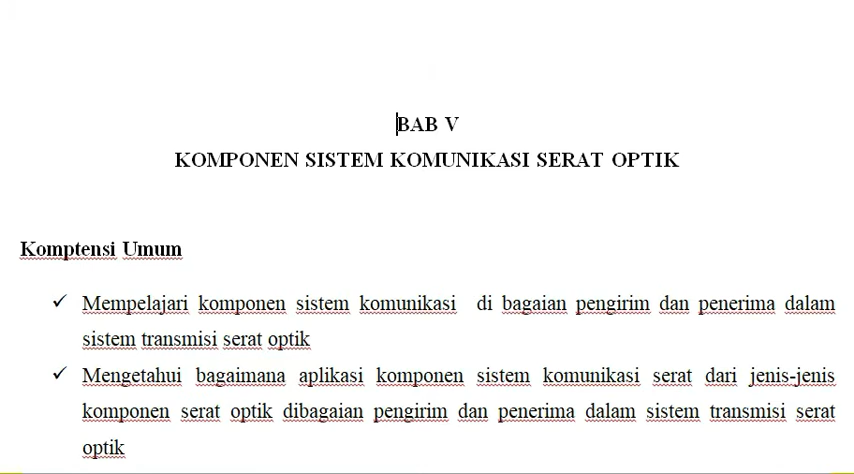 BAB V
KOMPONEN SISTEM KOMUNIKASI SERAT OPTIK
Komptensi Umum
✓ Mempelajari komponen sistem komunikasi di bagaian pengirim dan penerima dalam
sistem transmisi serat optik
✓ Mengetahui bagaimana aplikasi komponen sistem komunikasi serat dari jenis-jenis
komponen serat optik dibagaian pengirim dan penerima dalam sistem transmisi serat
optik